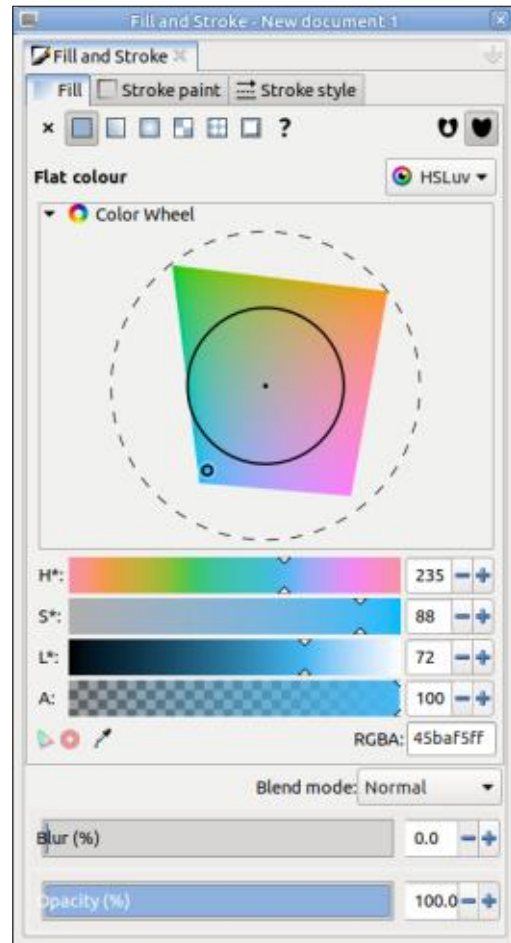 Fill and Stroke - New document 1
Fill and Stroke
Fill Stroke paint Stroke style
?
Flat colour HSLuv
Color Wheel
H*: 235
S*: 88
L*: 72
A: 100
RGBA: 45baf5ff
Blend mode: Normal
Blur (%) 0.0
Opacity (%) 100.0